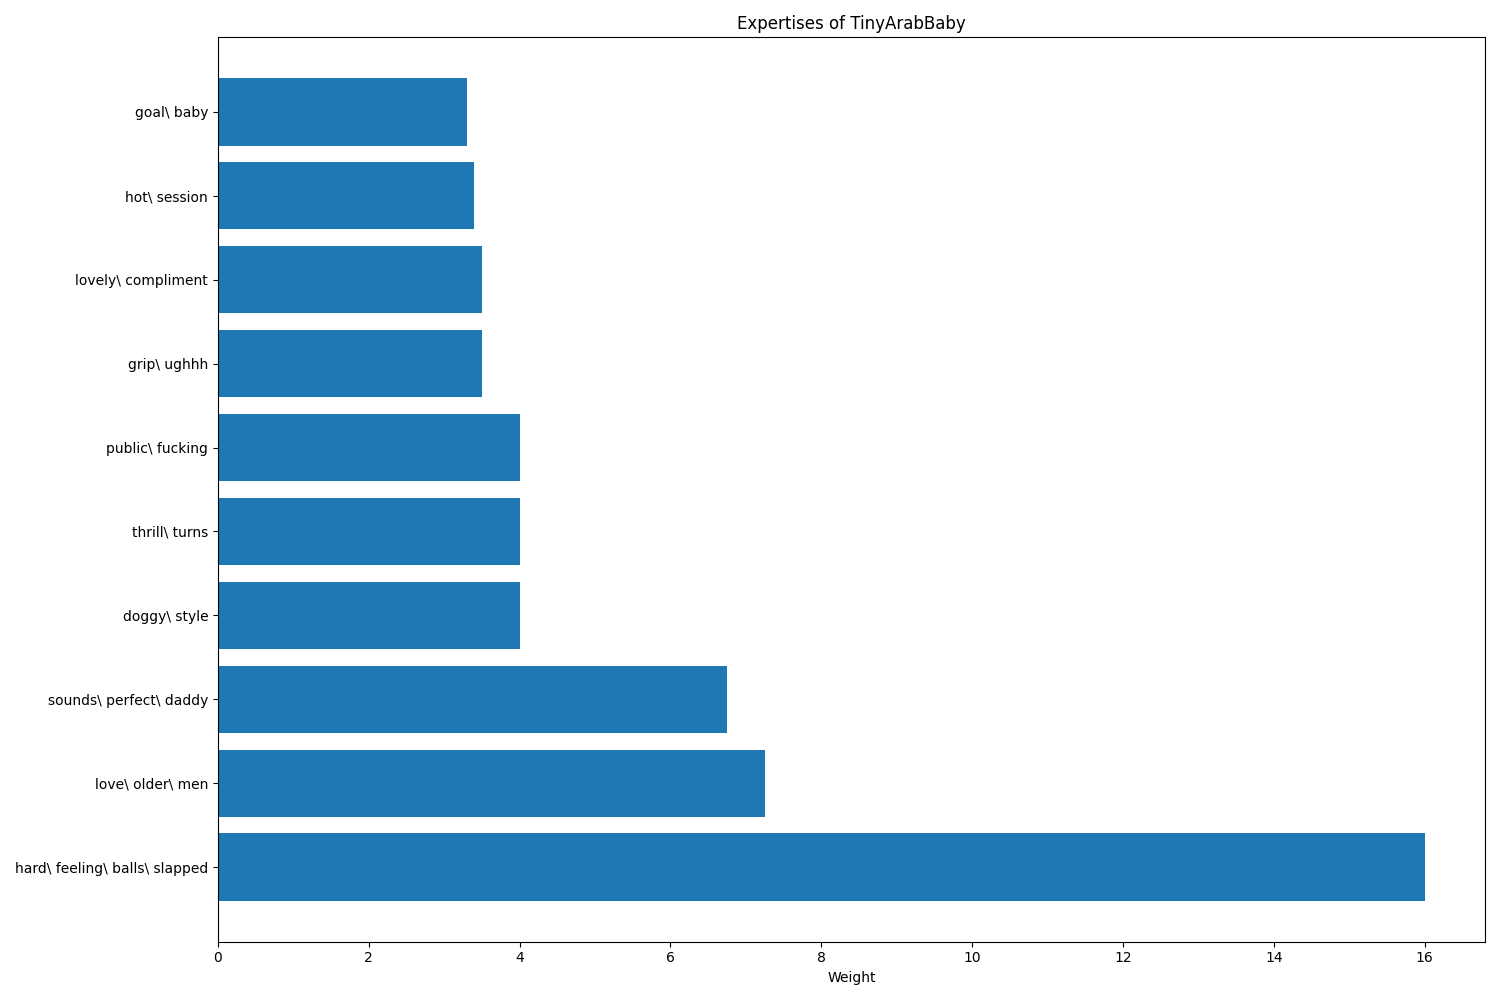 Expertises of TinyArabBaby
goal\ baby
hot\ session
lovely\ compliment
grip\ ughhh
public\ fucking
thrill\ turns
doggy\ style
sounds\ perfect\ daddy
love\ older\ men
hard\ feeling\ balls\ slapped
0 2 4 6 8 10 12 14 16
Weight